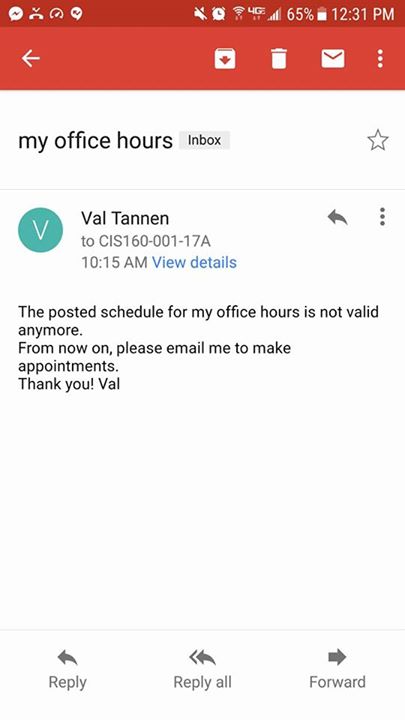 4GE 65% 12:31 PM
my office hours Inbox
V
Val Tannen
to CIS160-001-17A
10:15 AM View details
The posted schedule for my office hours is not valid
anymore.
From now on, please email me to make
appointments.
Thank you! Val
Reply Reply all Forward